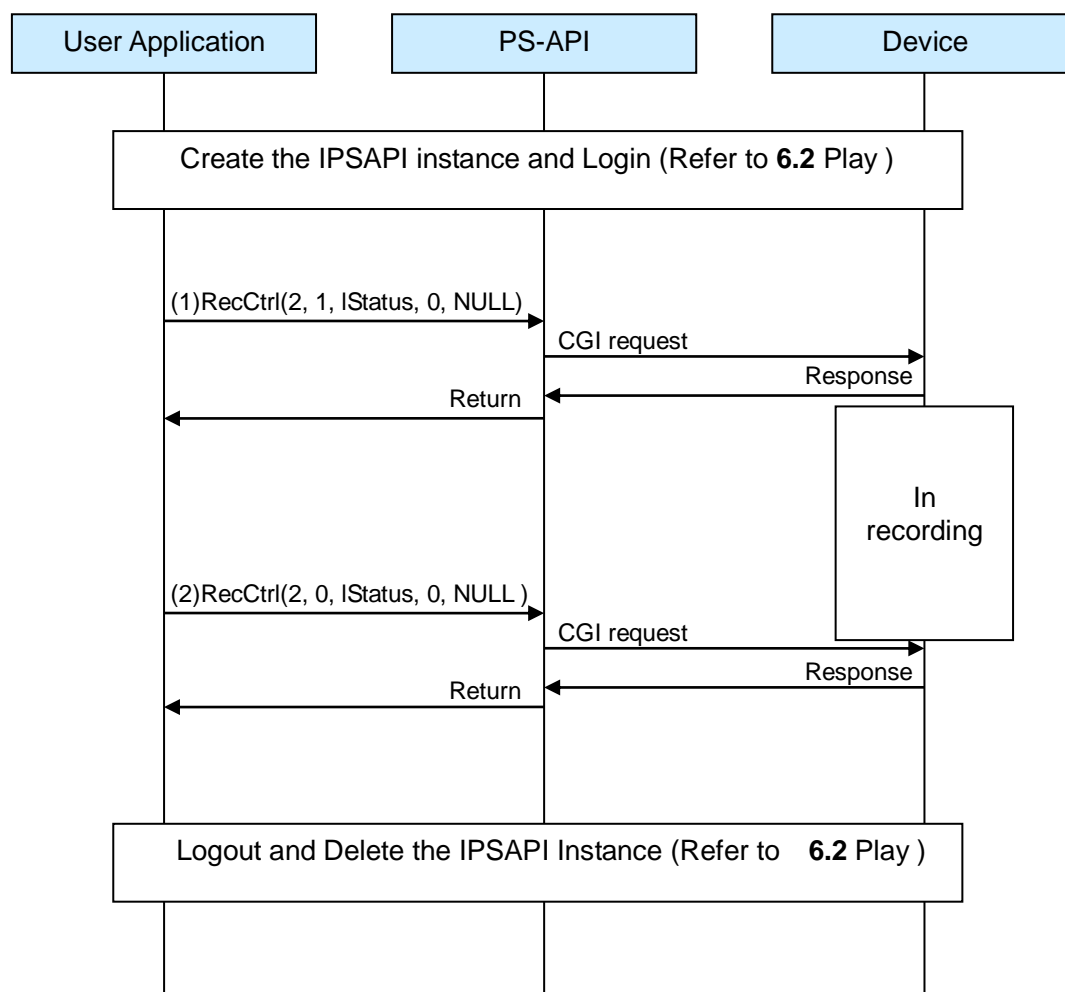 User Application
PS-API
Device
Create the IPSAPI instance and Login (Refer to 6.2 Play )
(1)RecCtrl(2, 1, lStatus, 0, NULL)
CGI request
Response
Return
In
recording
(2)RecCtrl(2, 0, lStatus, 0, NULL )
CGI request
Response
Return
Logout and Delete the IPSAPI Instance (Refer to 6.2 Play )